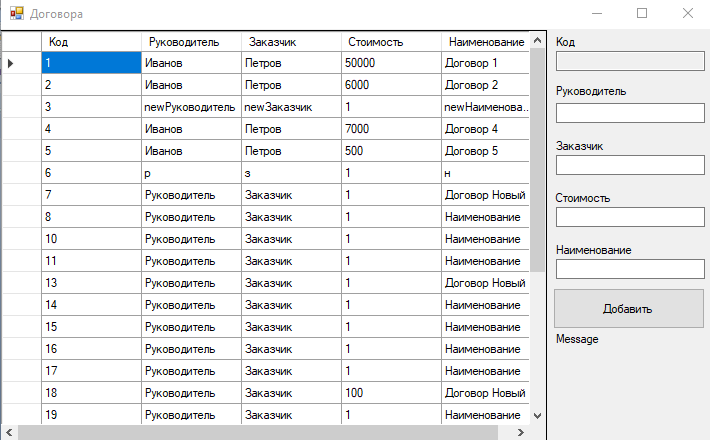 Договора
Код Руководитель Заказчик Стоимость Наименование
1 Иванов Петров 50000 Договор 1
2 Иванов Петров 6000 Договор 2
3 newРуководитель newЗаказчик 1 newНаименова...
4 Иванов Петров 7000 Договор 4
5 Иванов Петров 500 Договор 5
6 р з 1 н
7 Руководитель Заказчик 1 Договор Новый
8 Руководитель Заказчик 1 Наименование
10 Руководитель Заказчик 1 Наименование
11 Руководитель Заказчик 1 Наименование
13 Руководитель Заказчик 1 Договор Новый
14 Руководитель Заказчик 1 Наименование
15 Руководитель Заказчик 1 Наименование
16 Руководитель Заказчик 1 Наименование
17 Руководитель Заказчик 1 Наименование
18 Руководитель Заказчик 100 Договор Новый
19 Руководитель Заказчик 1 Наименование
Код
Руководитель
Заказчик
Стоимость
Наименование
Добавить
Message